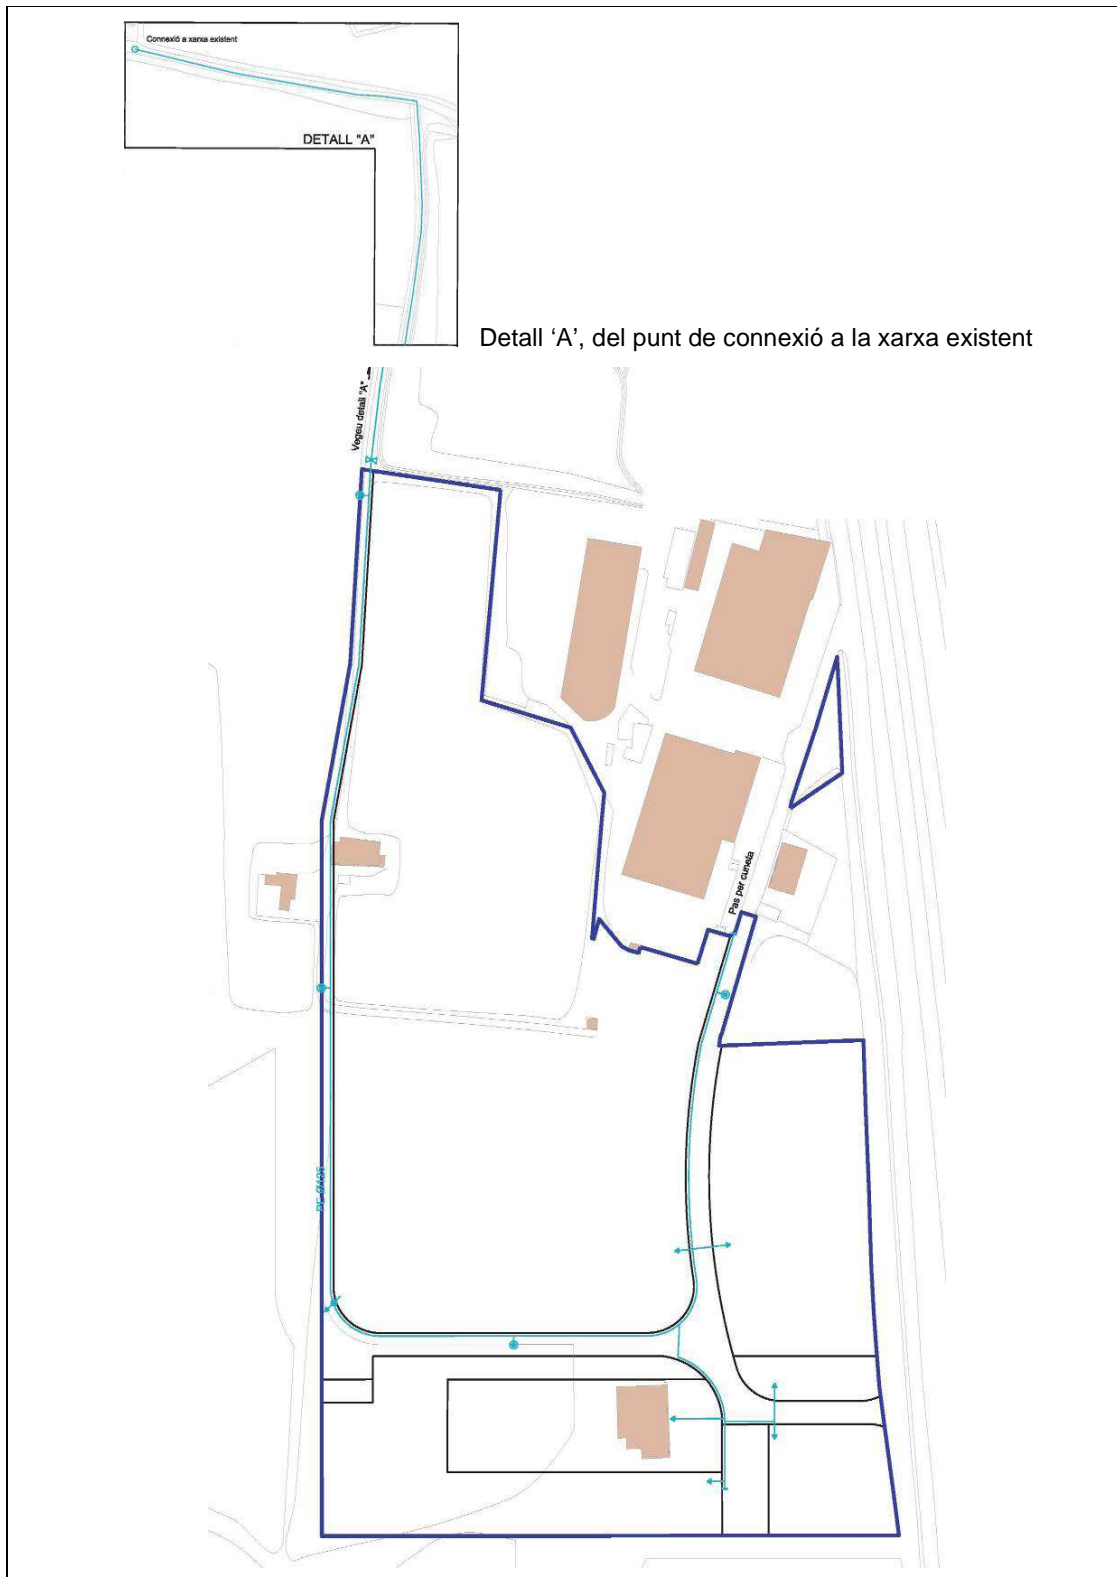 Connexió a xarxa existent
DETALL "A"
Detall ‘A’, del punt de connexió a la xarxa existent
Vegeu detall "A"
Pas per cuneta